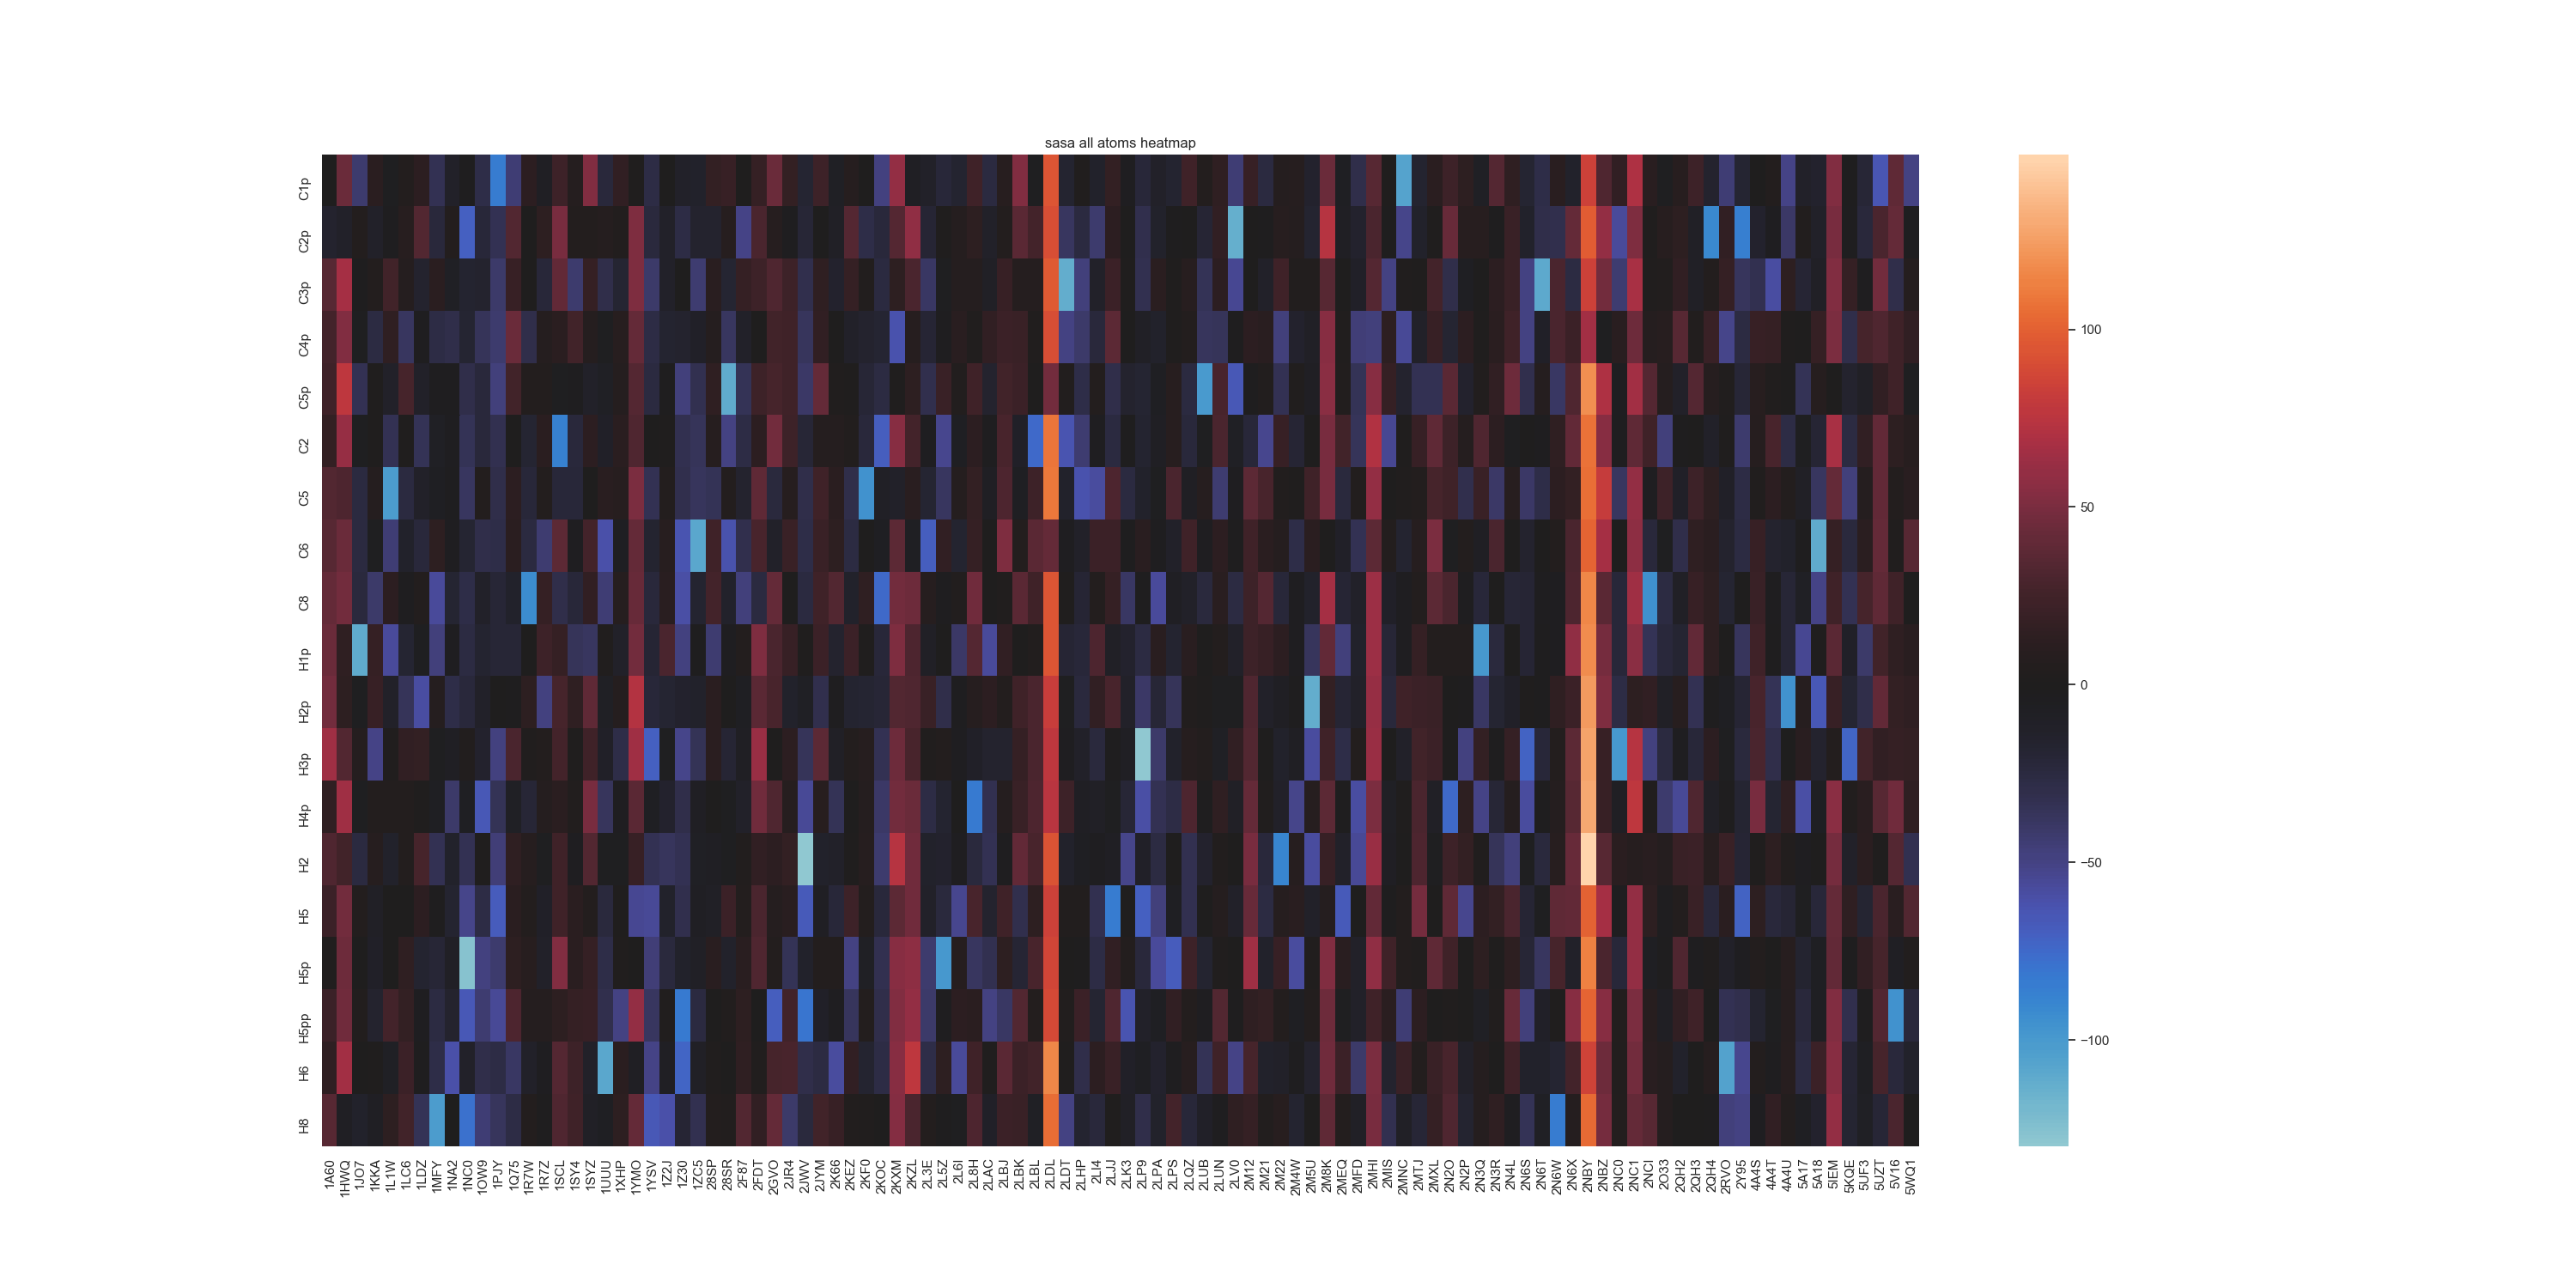 sasa all atoms heatmap
C1p
C2p
C3p
C4p
C5p
C2
C5
C6
C8
H1p
H2p
H3p
H4p
H2
H5
H5p
H5pp
H6
H8
1A60
1HWQ
1JO7
1KKA
1L1W
1LC6
1LDZ
1MFY
1NA2
1NC0
1OW9
1PJY
1Q75
1R7W
1R7Z
1SCL
1SY4
1SYZ
1UUU
1XHP
1YMO
1YSV
1Z2J
1Z30
1ZC5
28SP
28SR
2F87
2FDT
2GVO
2JR4
2JWV
2JYM
2K66
2KEZ
2KF0
2KOC
2KXM
2KZL
2L3E
2L5Z
2L6I
2L8H
2LAC
2LBJ
2LBK
2LBL
2LDL
2LDT
2LHP
2LI4
2LJJ
2LK3
2LP9
2LPA
2LPS
2LQZ
2LUB
2LUN
2LV0
2M12
2M21
2M22
2M4W
2M5U
2M8K
2MEQ
2MFD
2MHI
2MIS
2MNC
2MTJ
2MXL
2N2O
2N2P
2N3Q
2N3R
2N4L
2N6S
2N6T
2N6W
2N6X
2NBY
2NBZ
2NC0
2NC1
2NCI
2O33
2QH2
2QH3
2QH4
2RVO
2Y95
4A4S
4A4T
4A4U
5A17
5A18
5IEM
5KQE
5UF3
5UZT
5V16
5WQ1
100
50
0
−50
−100